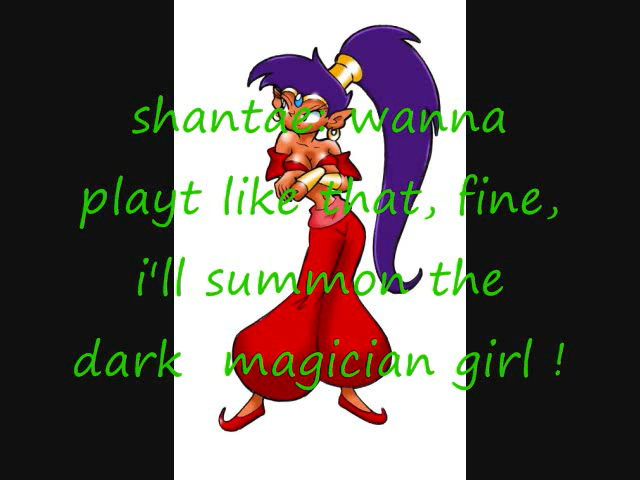 shantae, wanna
playt like that, fine,
i'll summon the
dark magician girl !